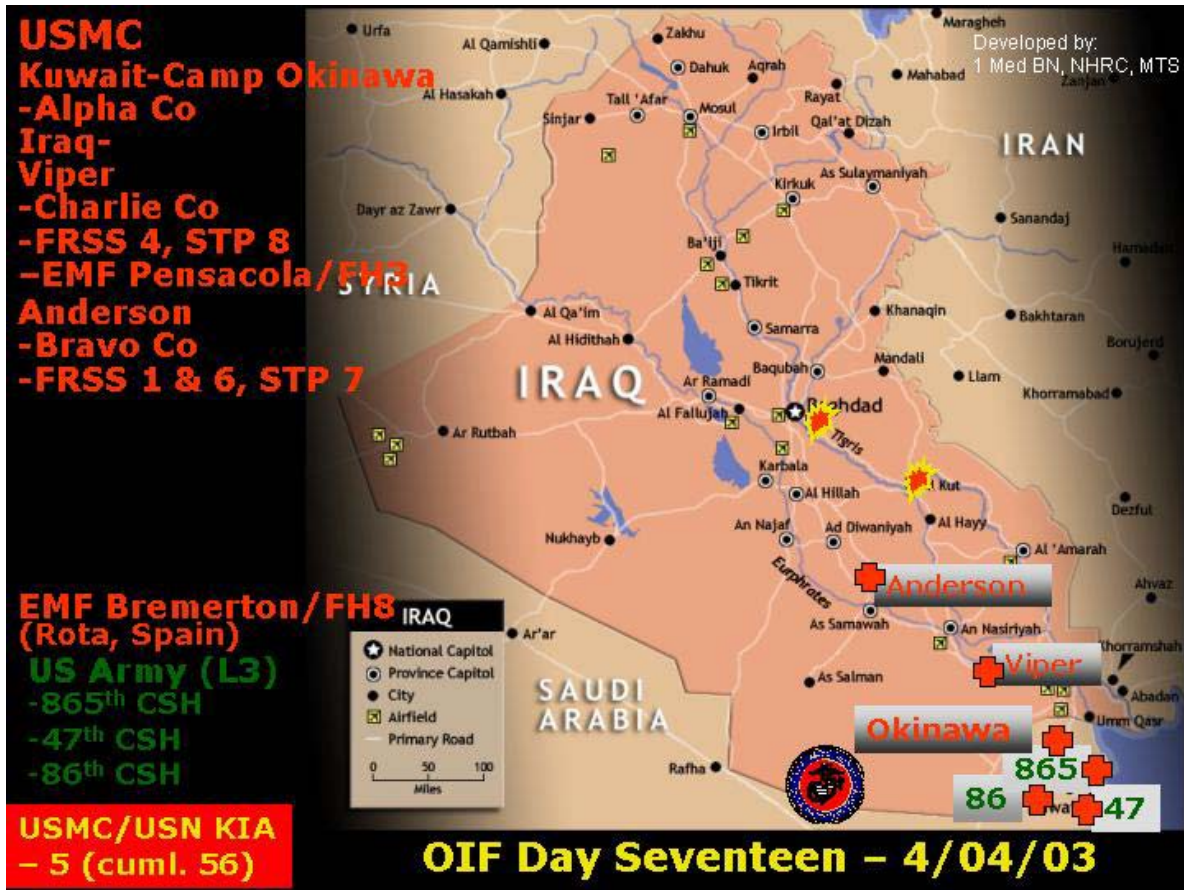 USMC
Kuwait-Camp Okinawa
-Alpha Co
Iraq-
Viper
-Charlie Co
-FRSS 4, STP 8
–EMF Pensacola/FH3
Anderson
-Bravo Co
-FRSS 1 & 6, STP 7
EMF Bremerton/FH8
(Rota, Spain)
US Army (L3)
-865th CSH
-47th CSH
-86th CSH
USMC/USN KIA
– 5 (cuml. 56)
Developed by:
1 Med BN, NHRC, MTS
Urfa
Al Qamishli
Zakhu
Maragheh
Dahuk
Aqrah
Mahabad
Zanjan
Al Hasakah
Tall 'Afar
Mosul
Rayat
Sinjar
Irbil
Qal'at Dizah
IRAN
As Sulaymaniyah
Kirkuk
Dayr az Zawr
Sanandaj
Ba'iji
Hamadan
SYRIA
Tikrit
Al Qa'im
Khanaqin
Bakhtaran
Samarra
Al Hidithah
Borujerd
Baqubah
Mandali
IRAQ
Ar Ramadi
Llam
Khorramabad
Al Fallujah
Baghdad
Ar Rutbah
Tigris
Karbala
Al Hillah
Al Kut
Dezful
An Najaf
Ad Diwaniyah
Al Hayy
Nukhayb
Al 'Amarah
Eurphrates
Anderson
Ahvaz
As Samawah
An Nasiriyah
Ar'ar
Khorramshah
Viper
As Salman
Abadan
SAUDI
ARABIA
Umm Qasr
Okinawa
Rafha
865
86
47
IRAQ
National Capitol
Province Capitol
City
Airfield
Primary Road
0 50 100
Miles
OIF Day Seventeen – 4/04/03